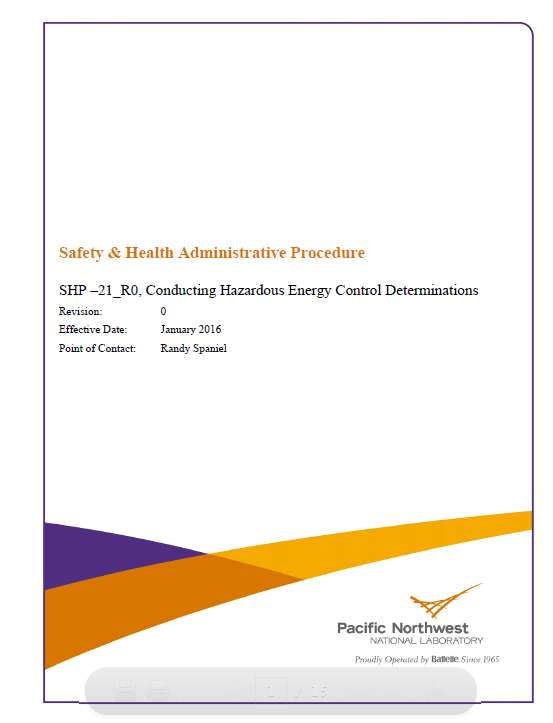 Safety & Health Administrative Procedure
SHP –21_R0, Conducting Hazardous Energy Control Determinations
Revision: 0
Effective Date: January 2016
Point of Contact: Randy Spaniel
Pacific Northwest
NATIONAL LABORATORY
Proudly Operated by Battelle Since 1965
1 / 15